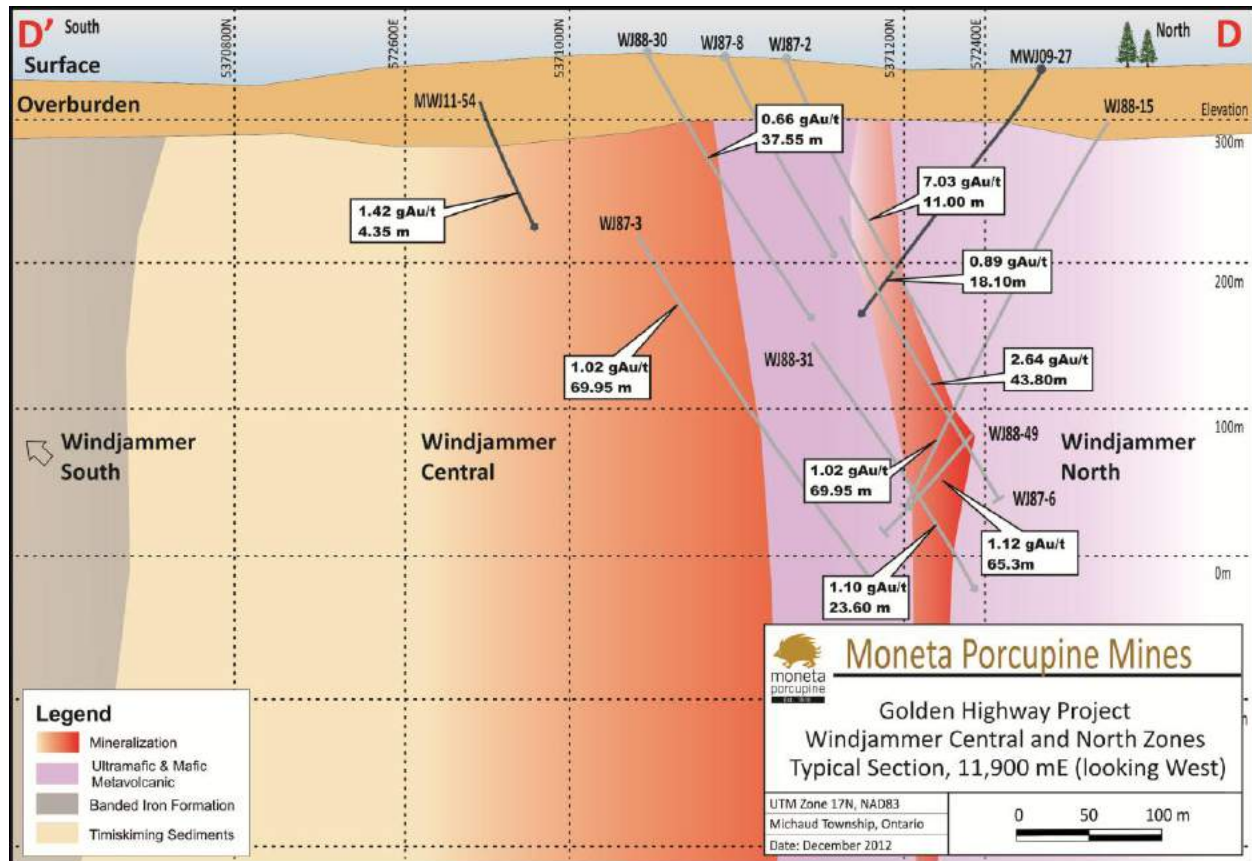 D'
South
Surface
Overburden
5370800N
572600E
5371000N
WJ88-30
WJ87-8
WJ87-2
5371200N
572400E
MWJ09-27
North
D
MWJ11-54
WJ88-15
Elevation
300m
0.66 gAu/t
37.55 m
7.03 gAu/t
11.00 m
1.42 gAu/t
4.35 m
WJ87-3
0.89 gAu/t
18.10m
200m
1.02 gAu/t
69.95 m
WJ88-31
2.64 gAu/t
43.80m
100m
Windjammer
South
Windjammer
Central
WJ88-49
Windjammer
North
1.02 gAu/t
69.95 m
WJ87-6
1.12 gAu/t
65.3m
1.10 gAu/t
23.60 m
0m
Legend
Mineralization
Ultramafic & Mafic
Metavolcanic
Banded Iron Formation
Timiskiming Sediments
moneta
porcupine
Moneta Porcupine Mines
Golden Highway Project
Windjammer Central and North Zones
Typical Section, 11,900 mE (looking West)
UTM Zone 17N, NAD83
Michaud Township, Ontario
Date: December 2012
0 50 100 m